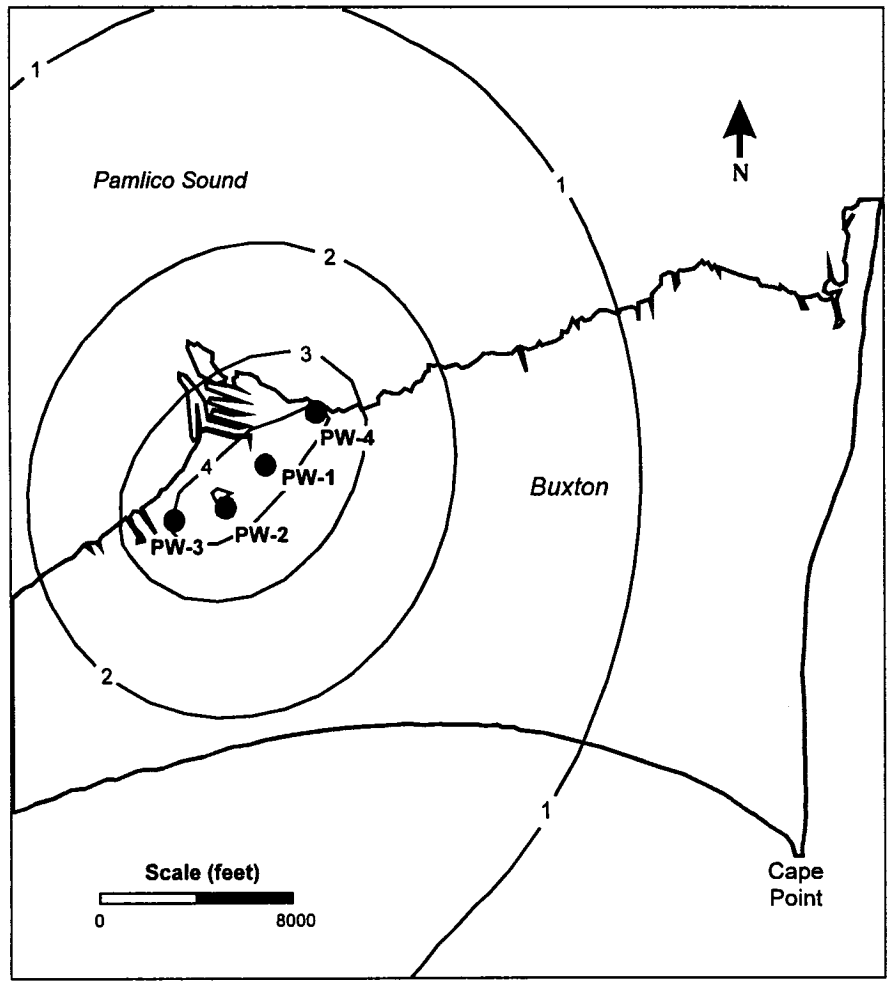 1
1
N
Pamlico Sound
2
3
PW-4
4
PW-1
Buxton
PW-3
PW-2
2
1
Scale (feet)
0 8000
Cape
Point